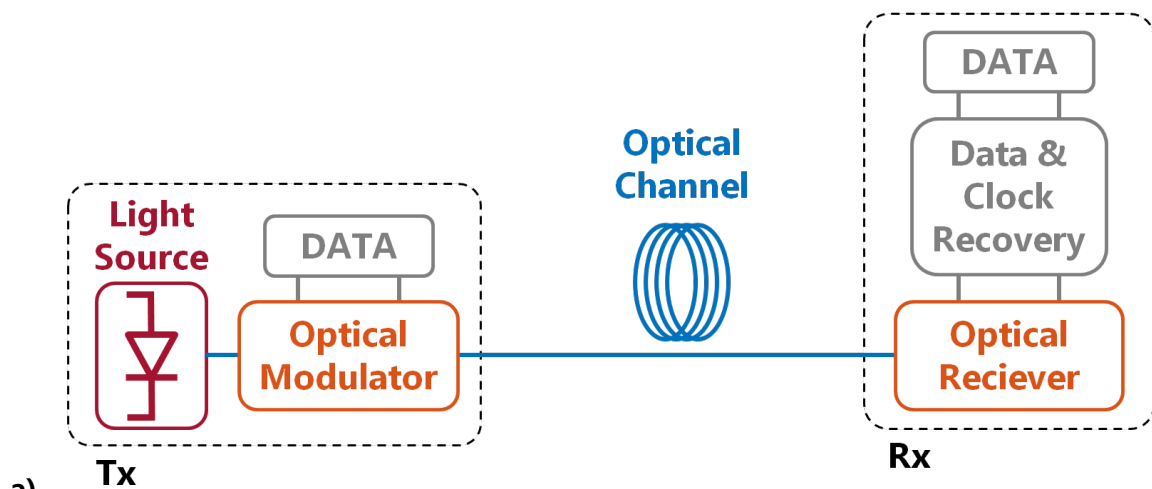 Light
Source
DATA
Optical
Modulator
Tx
Optical
Channel
DATA
Data &
Clock
Recovery
Optical
Reciever
Rx
a)